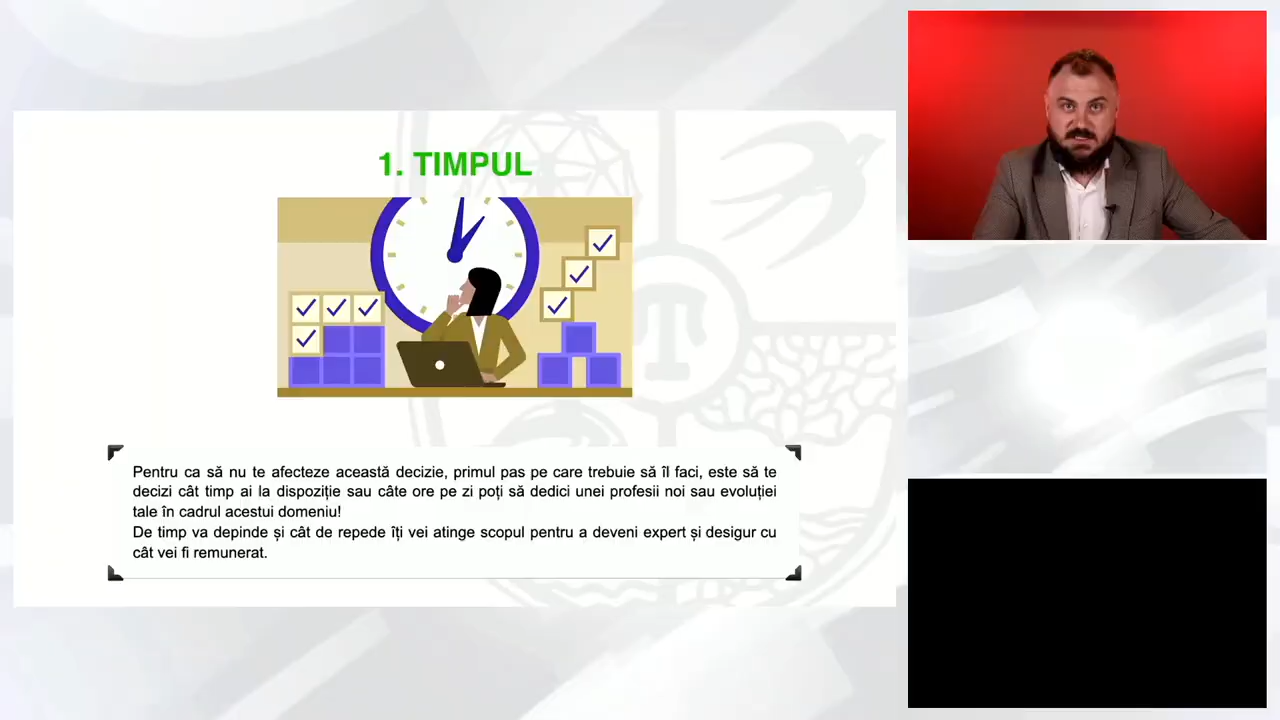 1. TIMPUL
Pentru ca să nu te afecteze această decizie, primul pas pe care trebuie să îl faci, este să te
decizi cât timp ai la dispoziție sau câte ore pe zi poți să dedici unei profesii noi sau evoluției
tale în cadrul acestui domeniu!
De timp va depinde și cât de repede îți vei atinge scopul pentru a deveni expert și desigur cu
cât vei fi remunerat.